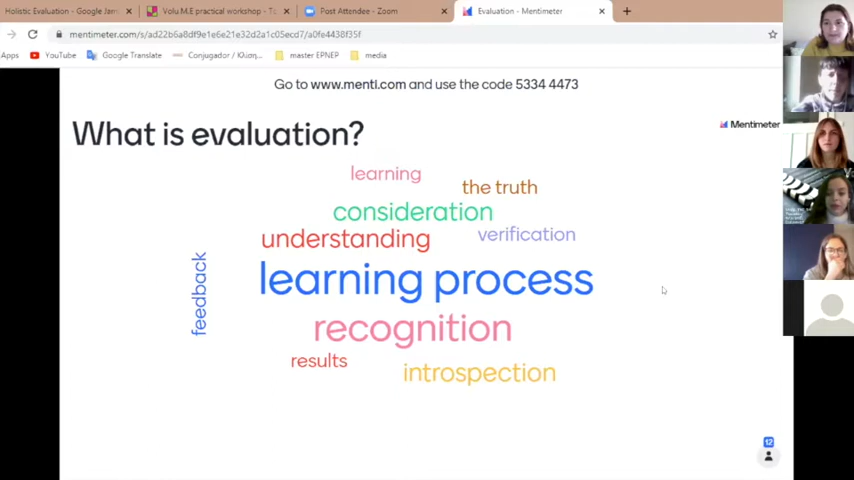 Holistic Evaluation - Google Jam
Volu M.E practical workshop - T
Post Attendee - Zoom
Evaluation - Mentimeter
mentimeter.com/s/ad22b6a8df9e1e6e21e32d2a1c05ecd7/a0fe4438f35f
Apps
YouTube
Google Translate
Conjugador / Κλίση...
master EPNEP
media
Go to www.menti.com and use the code 5334 4473
What is evaluation?
Mentimeter
learning
the truth
consideration
understanding
verification
feedback
learning process
recognition
results
introspection
12